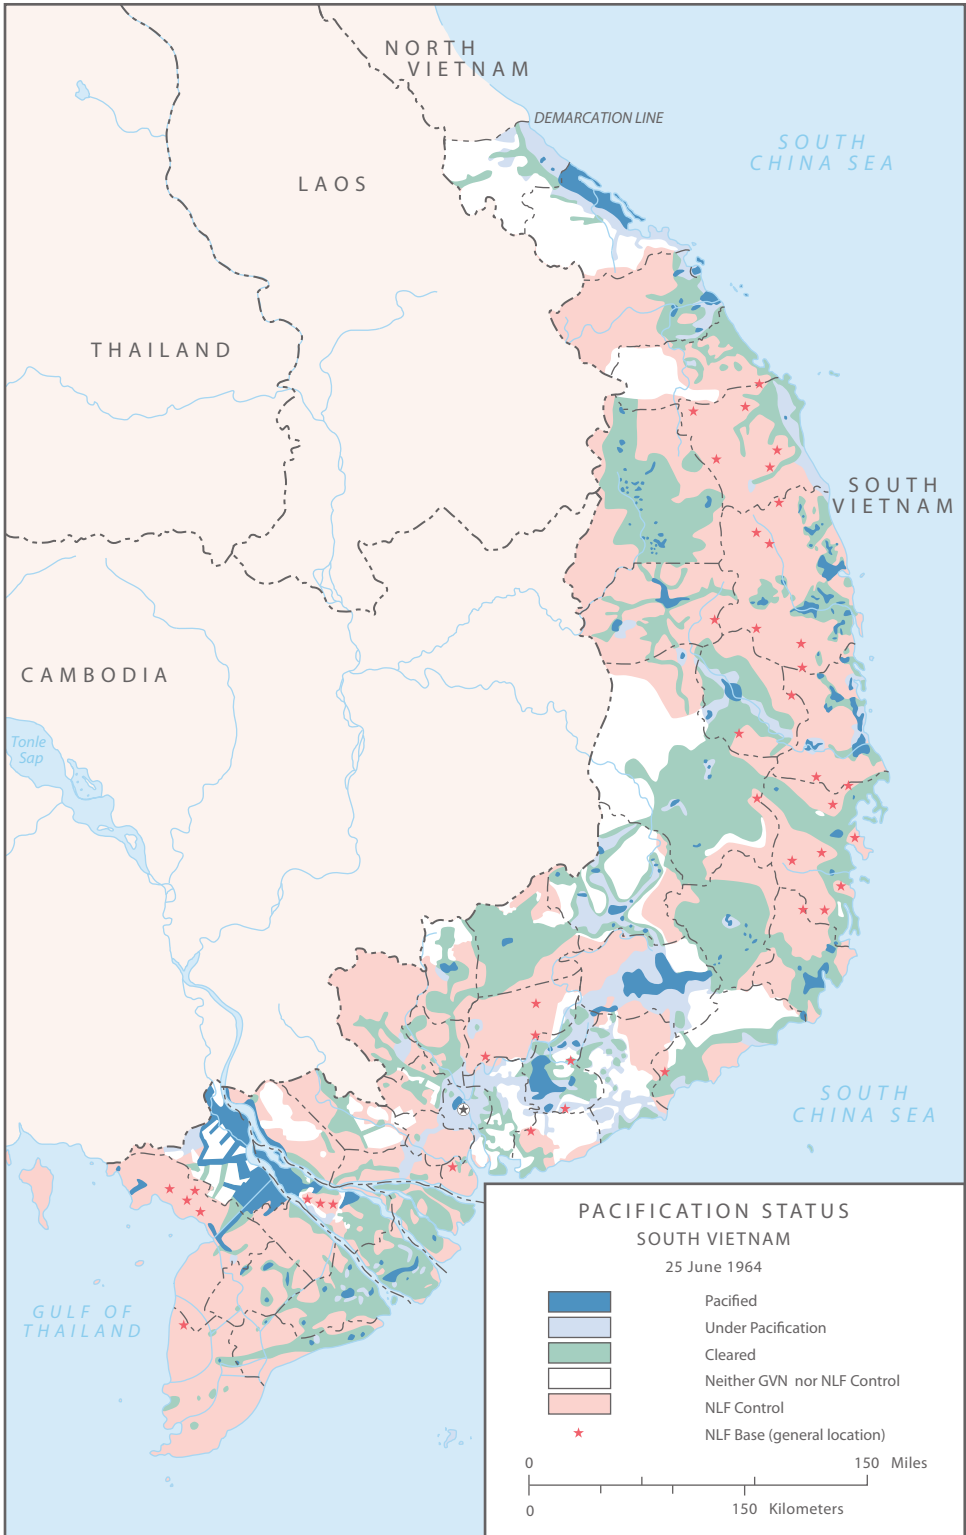 NORTH
VIETNAM
DEMARCATION LINE
SOUTH
CHINA SEA
LAOS
THAILAND
SOUTH
VIETNAM
CAMBODIA
Tonle
Sap
SOUTH
CHINA SEA
GULF OF
THAILAND
PACIFICATION STATUS
SOUTH VIETNAM
25 June 1964
Pacified
Under Pacification
Cleared
Neither GVN nor NLF Control
NLF Control
NLF Base (general location)
0 150 Miles
0 150 Kilometers